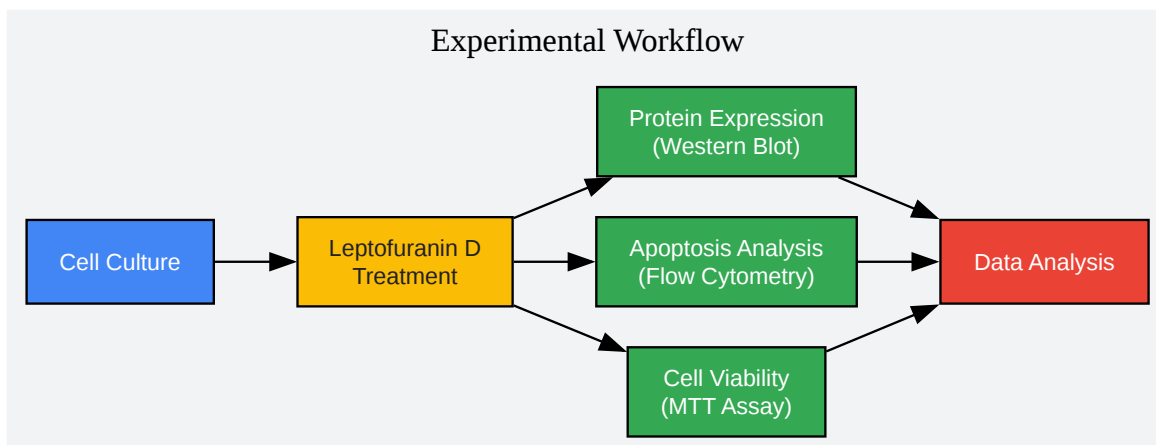 Experimental Workflow
Cell Culture
Leptofuranin D
Treatment
Protein Expression
(Western Blot)
Apoptosis Analysis
(Flow Cytometry)
Cell Viability
(MTT Assay)
Data Analysis